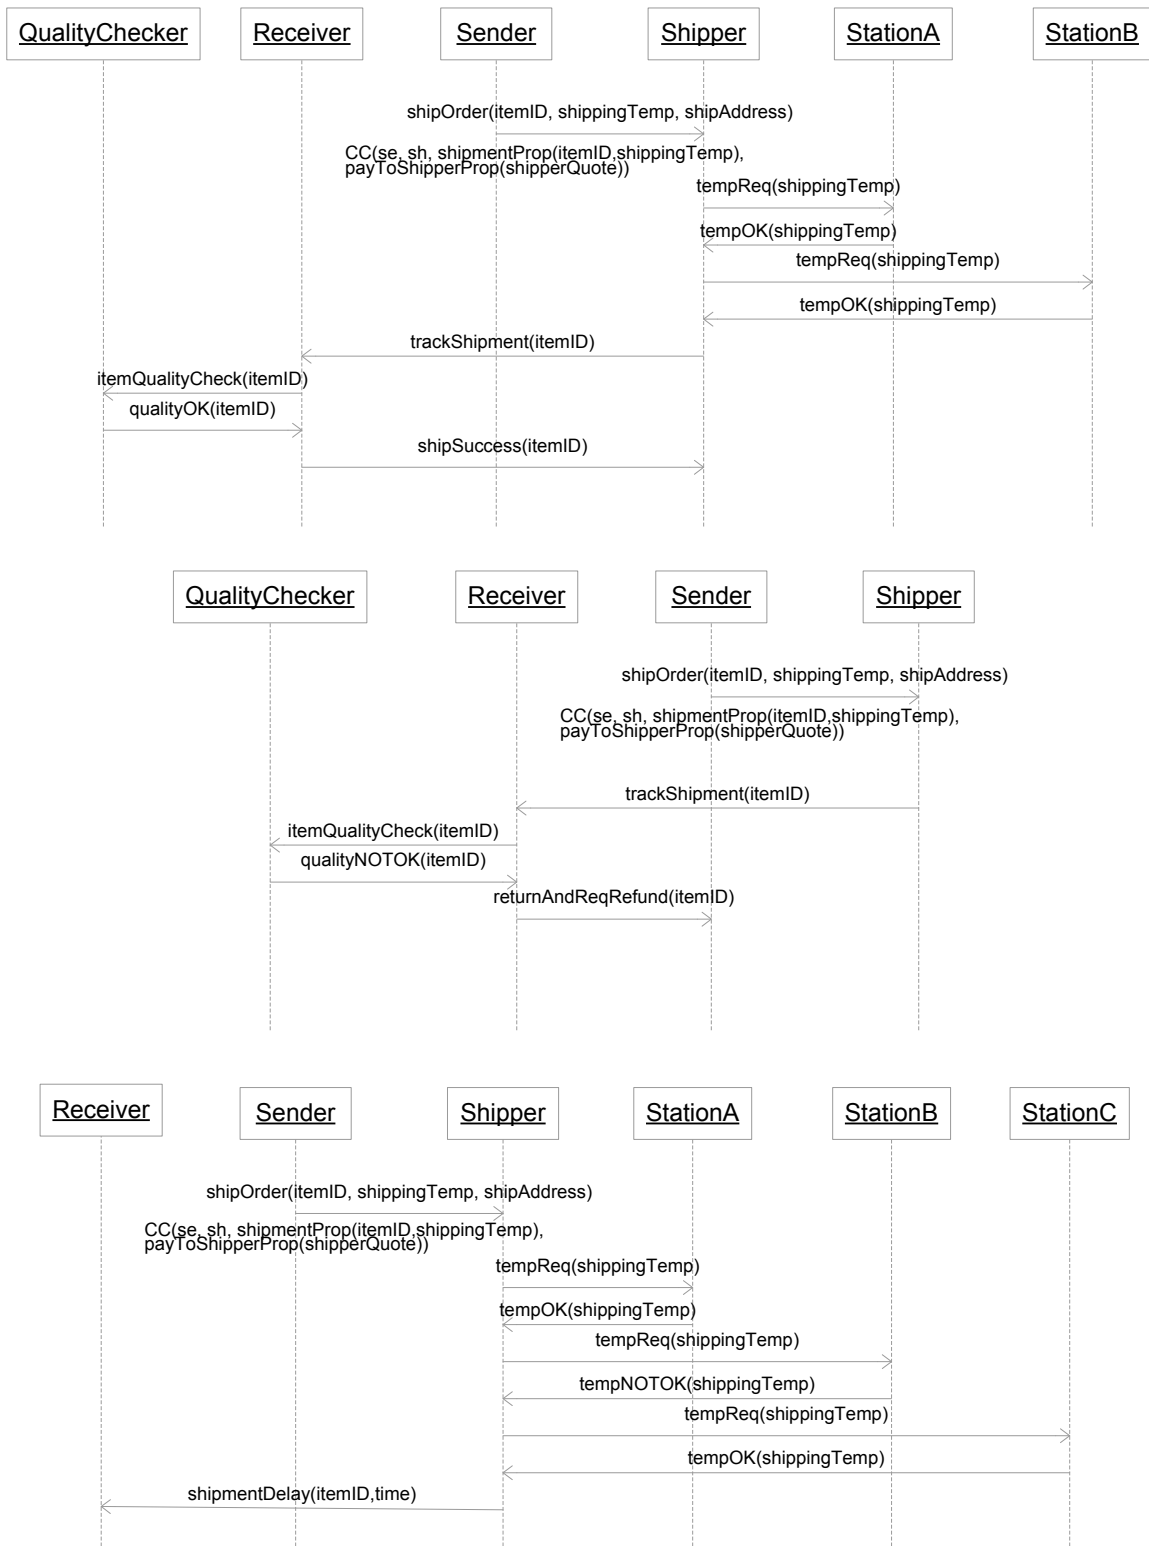 QualityChecker
Receiver
Sender
Shipper
StationA
StationB
shipOrder(itemID, shippingTemp, shipAddress)
CC(se, sh, shipmentProp(itemID,shippingTemp),
payToShipperProp(shipperQuote))
tempReq(shippingTemp)
tempOK(shippingTemp)
tempReq(shippingTemp)
tempOK(shippingTemp)
trackShipment(itemID)
itemQualityCheck(itemID)
qualityOK(itemID)
shipSuccess(itemID)
QualityChecker
Receiver
Sender
Shipper
shipOrder(itemID, shippingTemp, shipAddress)
CC(se, sh, shipmentProp(itemID,shippingTemp),
payToShipperProp(shipperQuote))
trackShipment(itemID)
itemQualityCheck(itemID)
qualityNOTOK(itemID)
returnAndReqRefund(itemID)
Receiver
Sender
Shipper
StationA
StationB
StationC
shipOrder(itemID, shippingTemp, shipAddress)
CC(se, sh, shipmentProp(itemID,shippingTemp),
payToShipperProp(shipperQuote))
tempReq(shippingTemp)
tempOK(shippingTemp)
tempReq(shippingTemp)
tempNOTOK(shippingTemp)
tempReq(shippingTemp)
tempOK(shippingTemp)
shipmentDelay(itemID,time)